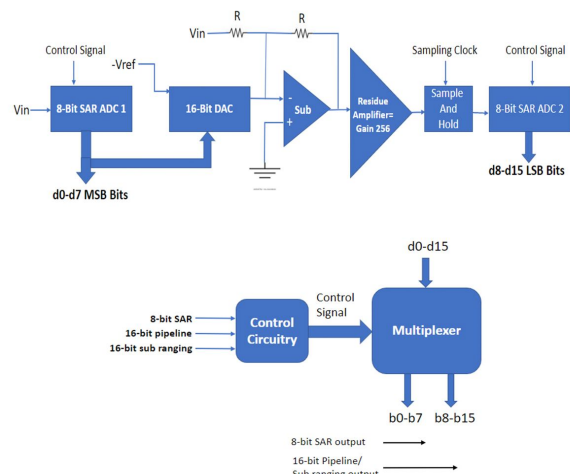 R
R
Vin
Control Signal
-Vref
Sampling Clock
Control Signal
Vin
8-Bit SAR ADC 1
16-Bit DAC
-
+
Sub
Residue
Amplifier=
Gain 256
Sample
And
Hold
8-Bit SAR ADC 2
d0-d7 MSB Bits
d8-d15 LSB Bits
d0-d15
8-bit SAR
16-bit pipeline
16-bit sub ranging
Control
Circuitry
Control
Signal
Multiplexer
b0-b7
b8-b15
8-bit SAR output
16-bit Pipeline/
Sub ranging output